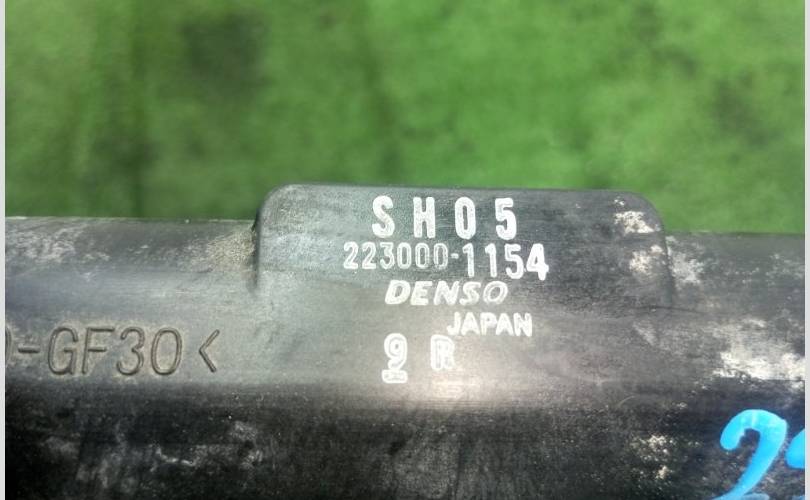 SH05
223000-1154
DENSO
JAPAN
9 R
-GF30<